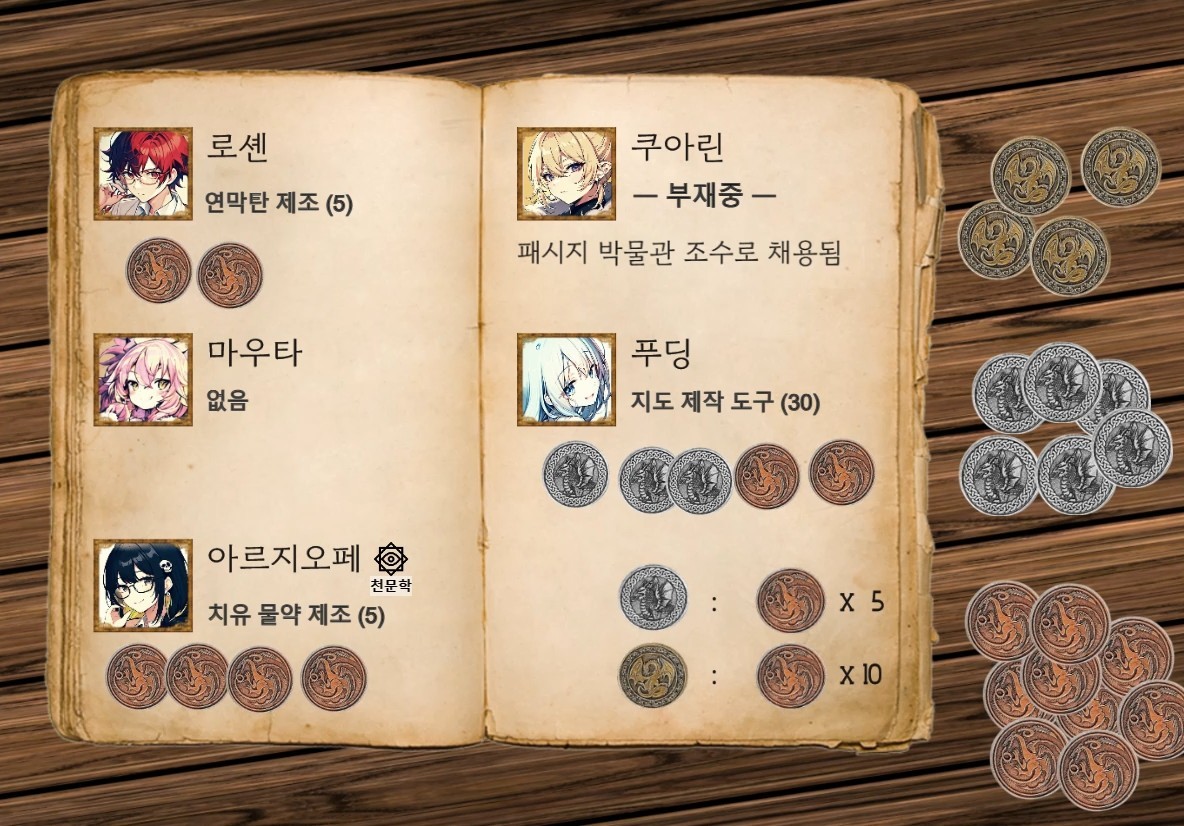 로셴
연막탄 제조 (5)
마우타
없음
아르지오페
천문학
치유 물약 제조 (5)
쿠아린
— 부재중 —
패시지 박물관 조수로 채용됨
푸딩
지도 제작 도구 (30)
: X 5
: X 10